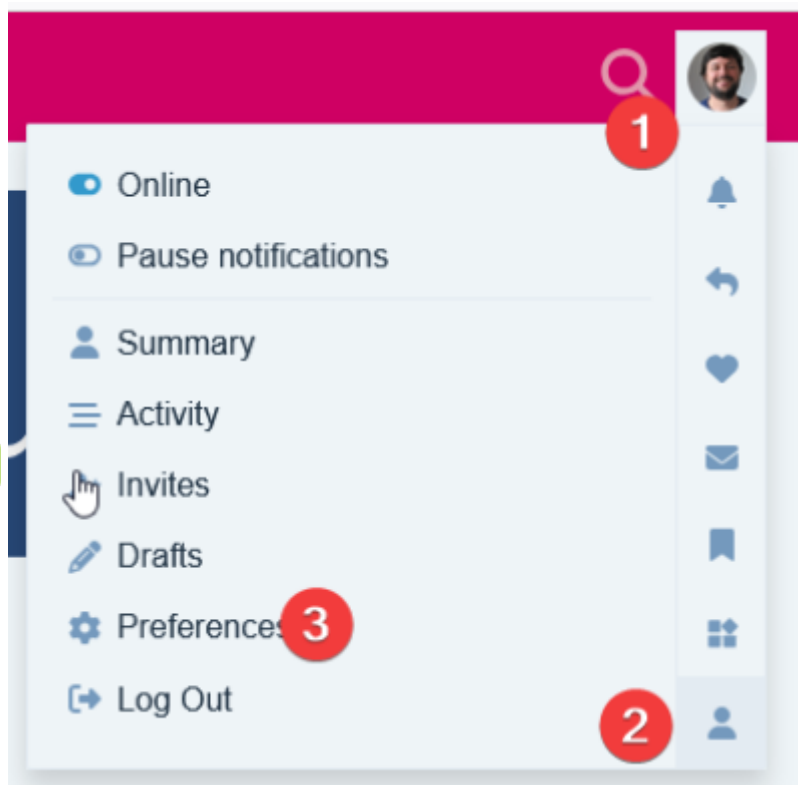 1
Online
Pause notifications
Summary
Activity
Invites
Drafts
Preferences 3
Log Out
2